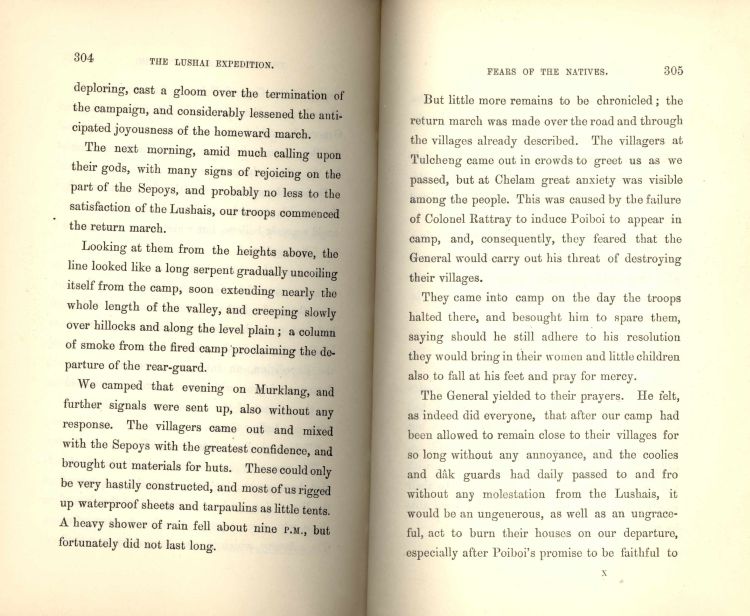 304
THE LUSHAI EXPEDITION.
deploring, cast a gloom over the termination of
the campaign, and considerably lessened the anti-
cipated joyousness of the homeward march.
The next morning, amid much calling upon
their gods, with many signs of rejoicing on the
part of the Sepoys, and probably no less to the
satisfaction of the Lushais, our troops commenced
the return march.
Looking at them from the heights above, the
line looked like a long serpent gradually uncoiling
itself from the camp, soon extending nearly the
whole length of the valley, and creeping slowly
over hillocks and along the level plain; a column
of smoke from the fired camp proclaiming the de-
parture of the rear-guard.
We camped that evening on Murklang, and
further signals were sent up, also without any
response. The villagers came out and mixed
with the Sepoys with the greatest confidence, and
brought out materials for huts. These could only
be very hastily constructed, and most of us rigged
up waterproof sheets and tarpaulins as little tents.
A heavy shower of rain fell about nine P.M., but
fortunately did not last long.
FEARS OF THE NATIVES.
305
But little more remains to be chronicled; the
return march was made over the road and through
the villages already described. The villagers at
Tulcheng came out in crowds to greet us as we
passed, but at Chelam great anxiety was visible
among the people. This was caused by the failure
of Colonel Rattray to induce Poiboi to appear in
camp, and, consequently, they feared that the
General would carry out his threat of destroying
their villages.
They came into camp on the day the troops
halted there, and besought him to spare them,
saying should he still adhere to his resolution
they would bring in their women and little children
also to fall at his feet and pray for mercy.
The General yielded to their prayers. He felt,
as indeed did everyone, that after our camp had
been allowed to remain close to their villages for
so long without any annoyance, and the coolies
and dâk guards had daily passed to and fro
without any molestation from the Lushais, it
would be an ungenerous, as well as an ungrace-
ful, act to burn their houses on our departure,
especially after Poiboi's promise to be faithful to
X